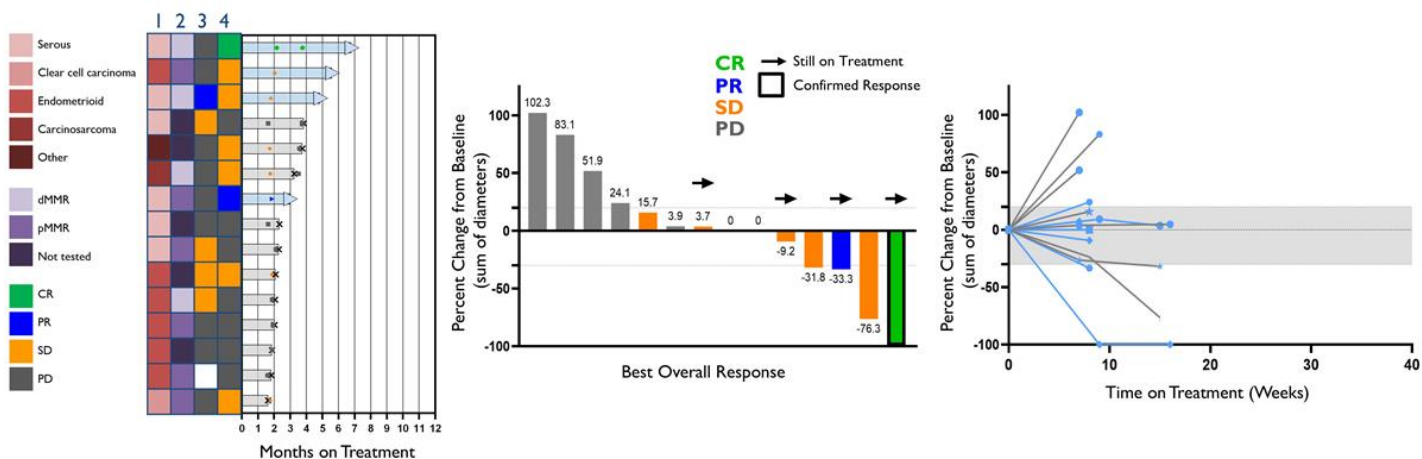 1 2 3 4
Serous
Clear cell carcinoma
Endometrioid
Carcinosarcoma
Other
dMMR
pMMR
Not tested
CR
PR
SD
PD
0 1 2 3 4 5 6 7 8 9 10 11 12
Months on Treatment
CR
PR
SD
PD
Still on Treatment
Confirmed Response
Percent Change from Baseline
(sum of diameters)
100
50
0
-50
-100
102.3
83.1
51.9
24.1
15.7
3.9
3.7
0
0
-9.2
-31.8
-33.3
-76.3
Best Overall Response
Percent Change from Baseline
(sum of diameters)
100
50
0
-50
-100
0 10 20 30 40
Time on Treatment (Weeks)